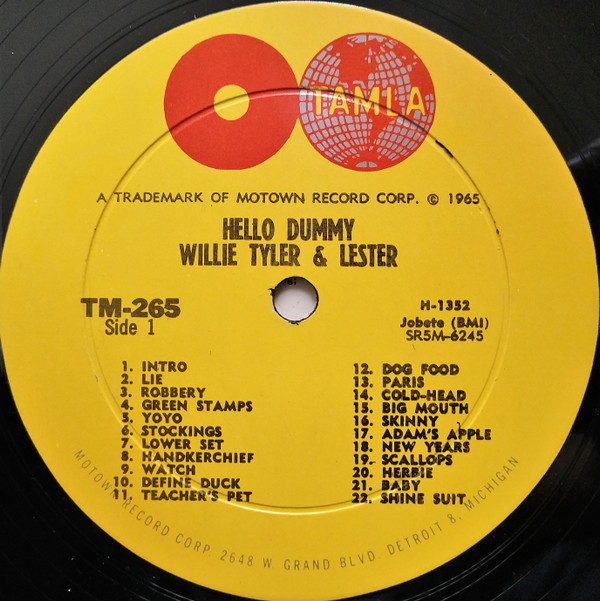 TAMLA
A TRADEMARK OF MOTOWN RECORD CORP. © 1965
HELLO DUMMY
WILLIE TYLER & LESTER
TM-265
Side 1
H-1352
Jobete (BMI)
SR5M-6245
1. INTRO
2. LIE
3. ROBBERY
4. GREEN STAMPS
5. YOYO
6. STOCKINGS
7. LOWER SET
8. HANDKERCHIEF
9. WATCH
10. DEFINE DUCK
11. TEACHER'S PET
12. DOG FOOD
13. PARIS
14. COLD-HEAD
15. BIG MOUTH
16. SKINNY
17. ADAM'S APPLE
18. NEW YEARS
19. SCALLOPS
20. HERBIE
21. BABY
22. SHINE SUIT
MOTOWN RECORD CORP. 2648 W. GRAND BLVD. DETROIT 8, MICHIGAN